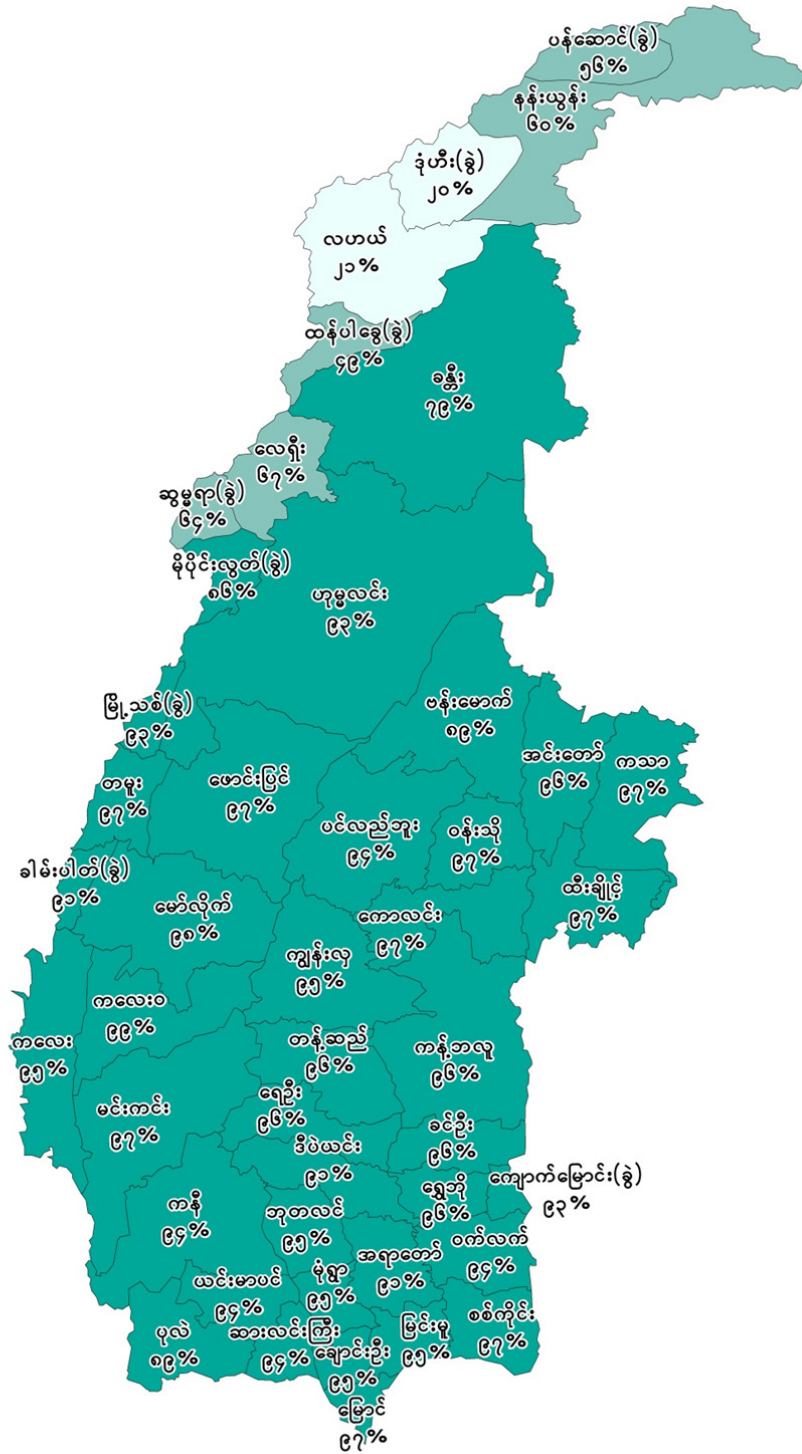 ပန်ဆောင်(ခွဲ)
၅၆%
နန်းယွန်း
၆၀%
ဒုံဟီး(ခွဲ)
၂၀%
လဟယ်
၂၁%
ထန်ပါခွေ(ခွဲ)
၄၉%
ခန္တီး
၇၉%
လေရှီး
၆၇%
ဆွမ္မရာ(ခွဲ)
၆၄%
မိုပိုင်းလွတ်(ခွဲ)
၈၆%
ဟုမ္မလင်း
၉၃%
မြို့သစ်(ခွဲ)
၉၃%
ဗန်းမောက်
၈၉%
အင်းတော်
၉၆%
ကသာ
၉၇%
တမူး
၉၇%
ဖောင်းပြင်
၉၇%
ပင်လည်ဘူး
၉၄%
ဝန်းသို
၉၇%
ခါမ်းပါတ်(ခွဲ)
၉၁%
မော်လိုက်
၉၈%
ကောလင်း
၉၇%
ထီးချိုင့်
၉၇%
ကျွန်းလှ
၉၅%
ကလေးဝ
၉၉%
ကလေး
၉၅%
တန့်ဆည်
၉၆%
ကန့်ဘလူ
၉၆%
မင်းကင်း
၉၇%
ရေဦး
၉၆%
ဒီပဲယင်း
၉၁%
ခင်ဦး
၉၆%
ကျောက်မြောင်း(ခွဲ)
၉၃%
ရွှေဘို
၉၆%
ကနီ
၉၄%
ဘုတလင်
၉၅%
အရာတော်
၉၁%
ဝက်လက်
၉၄%
ယင်းမာပင်
၉၄%
မုံရွာ
၉၅%
ပုလဲ
၈၉%
ဆားလင်းကြီး
၉၄%
ချောင်းဦး
၉၅%
မြင်းမူ
၉၅%
စစ်ကိုင်း
၉၇%
မြောင်
၉၇%